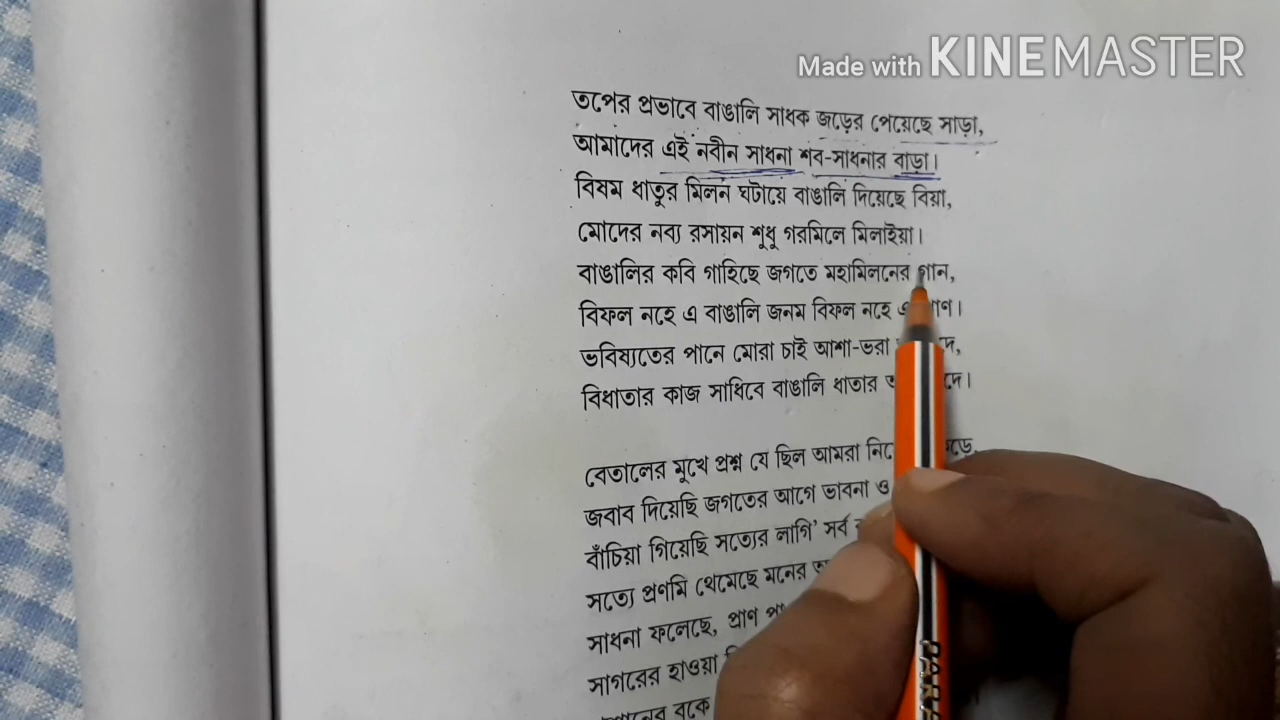 Made with KINEMASTER
তপের প্রভাবে বাঙালি সাধক জড়ের পেয়েছে সাড়া,
আমাদের এই নবীন সাধনা শব-সাধনার বাড়া।
বিষম ধাতুর মিলন ঘটায়ে বাঙালি দিয়েছে বিয়া,
মোদের নব্য রসায়ন শুধু গরমিলে মিলাইয়া।
বাঙালির কবি গাহিছে জগতে মহামিলনের গান,
বিফল নহে এ বাঙালি জনম বিফল নহে এ
ভবিষ্যতের পানে মোরা চাই আশা-ভরা
বিধাতার কাজ সাধিবে বাঙালি ধাতার
বেতালের মুখে প্রশ্ন যে ছিল আমরা
জবাব দিয়েছি জগতের আগে ভাবনা ও
বাঁচিয়া গিয়েছি সত্যের লাগি' সর্ব
সত্যে প্রণমি থেমেছে মনের
সাধনা ফলেছে, প্রাণ
সাগরের হাওয়া
বুকে